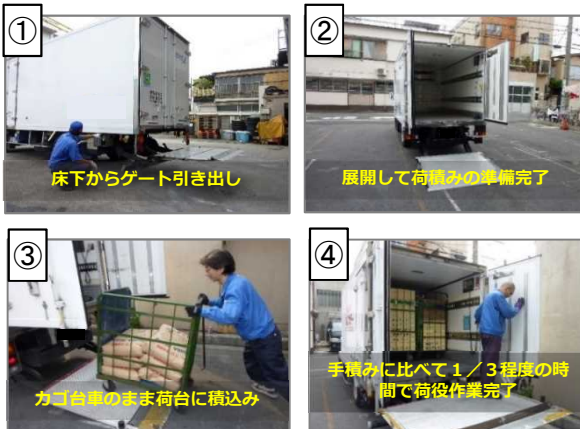 ①
床下からゲート引き出し
②
展開して荷積みの準備完了
③
カゴ台車のまま荷台に積込み
④
手積みに比べて１／３程度の時
間で荷役作業完了